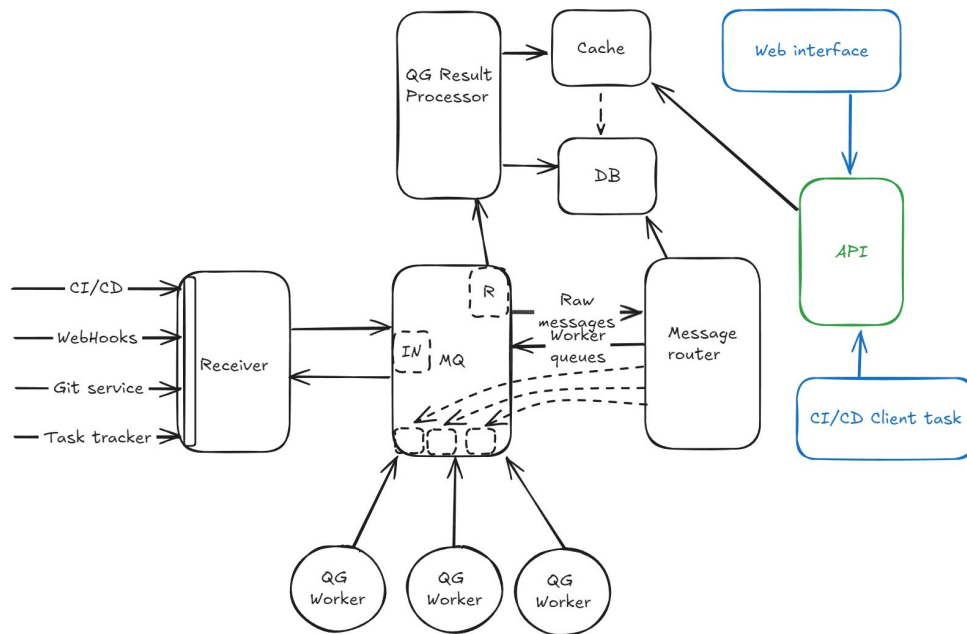 QG Result
Processor
Cache
Web interface
DB
API
CI/CD
WebHooks
Git service
Task tracker
Receiver
R
IN
MQ
Raw
messages
Worker
queues
Message
router
CI/CD Client task
QG
Worker
QG
Worker
QG
Worker